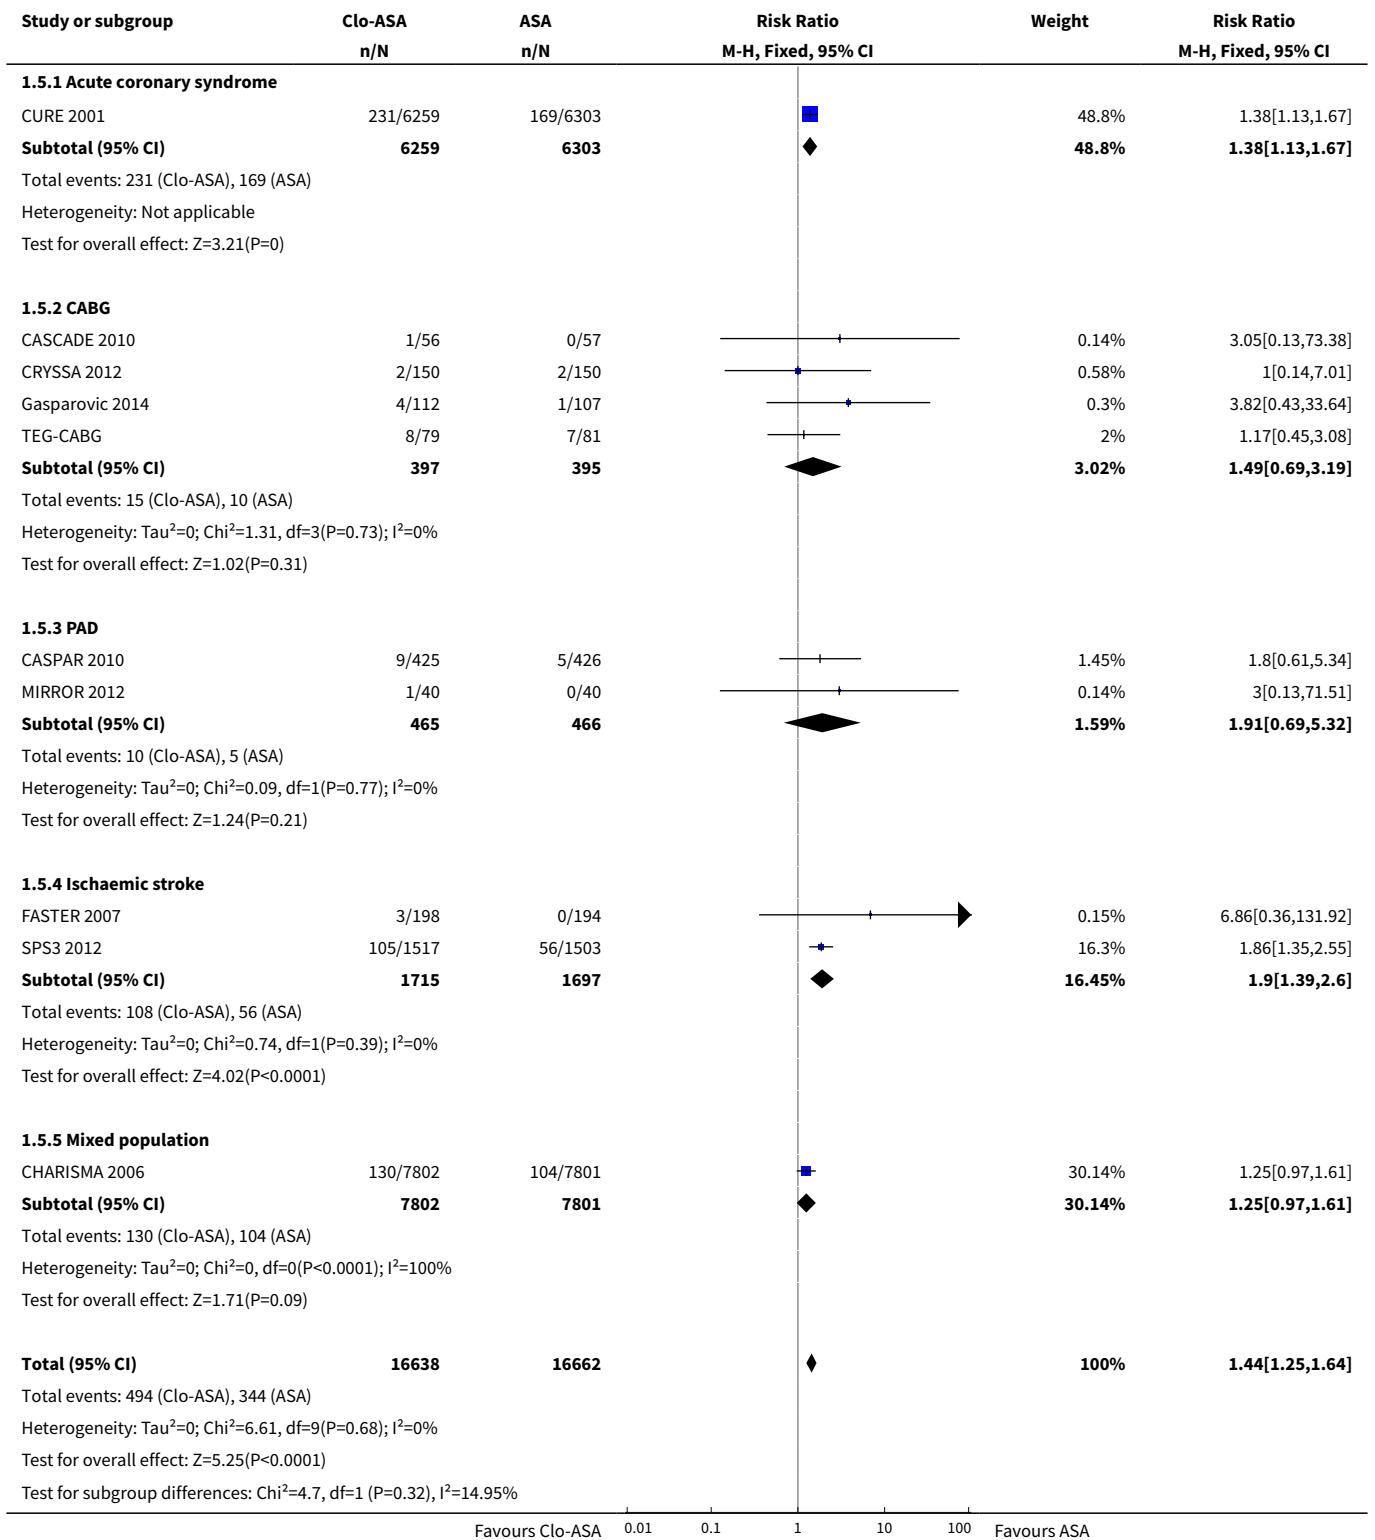 Study or subgroup Clo-ASA ASA Risk Ratio Weight Risk Ratio
n/N n/N M-H, Fixed, 95% CI M-H, Fixed, 95% CI
1.5.1 Acute coronary syndrome
CURE 2001 231/6259 169/6303 48.8% 1.38[1.13,1.67]
Subtotal (95% CI) 6259 6303 48.8% 1.38[1.13,1.67]
Total events: 231 (Clo-ASA), 169 (ASA)
Heterogeneity: Not applicable
Test for overall effect: Z=3.21(P=0)
1.5.2 CABG
CASCADE 2010 1/56 0/57 0.14% 3.05[0.13,73.38]
CRYSSA 2012 2/150 2/150 0.58% 1[0.14,7.01]
Gasparovic 2014 4/112 1/107 0.3% 3.82[0.43,33.64]
TEG-CABG 8/79 7/81 2% 1.17[0.45,3.08]
Subtotal (95% CI) 397 395 3.02% 1.49[0.69,3.19]
Total events: 15 (Clo-ASA), 10 (ASA)
Heterogeneity: Tau²=0; Chi²=1.31, df=3(P=0.73); I²=0%
Test for overall effect: Z=1.02(P=0.31)
1.5.3 PAD
CASPAR 2010 9/425 5/426 1.45% 1.8[0.61,5.34]
MIRROR 2012 1/40 0/40 0.14% 3[0.13,71.51]
Subtotal (95% CI) 465 466 1.59% 1.91[0.69,5.32]
Total events: 10 (Clo-ASA), 5 (ASA)
Heterogeneity: Tau²=0; Chi²=0.09, df=1(P=0.77); I²=0%
Test for overall effect: Z=1.24(P=0.21)
1.5.4 Ischaemic stroke
FASTER 2007 3/198 0/194 0.15% 6.86[0.36,131.92]
SPS3 2012 105/1517 56/1503 16.3% 1.86[1.35,2.55]
Subtotal (95% CI) 1715 1697 16.45% 1.9[1.39,2.6]
Total events: 108 (Clo-ASA), 56 (ASA)
Heterogeneity: Tau²=0; Chi²=0.74, df=1(P=0.39); I²=0%
Test for overall effect: Z=4.02(P<0.0001)
1.5.5 Mixed population
CHARISMA 2006 130/7802 104/7801 30.14% 1.25[0.97,1.61]
Subtotal (95% CI) 7802 7801 30.14% 1.25[0.97,1.61]
Total events: 130 (Clo-ASA), 104 (ASA)
Heterogeneity: Tau²=0; Chi²=0, df=0(P<0.0001); I²=100%
Test for overall effect: Z=1.71(P=0.09)
Total (95% CI) 16638 16662 100% 1.44[1.25,1.64]
Total events: 494 (Clo-ASA), 344 (ASA)
Heterogeneity: Tau²=0; Chi²=6.61, df=9(P=0.68); I²=0%
Test for overall effect: Z=5.25(P<0.0001)
Test for subgroup differences: Chi²=4.7, df=1 (P=0.32), I²=14.95%
Favours Clo-ASA 0.01 0.1 1 10 100 Favours ASA